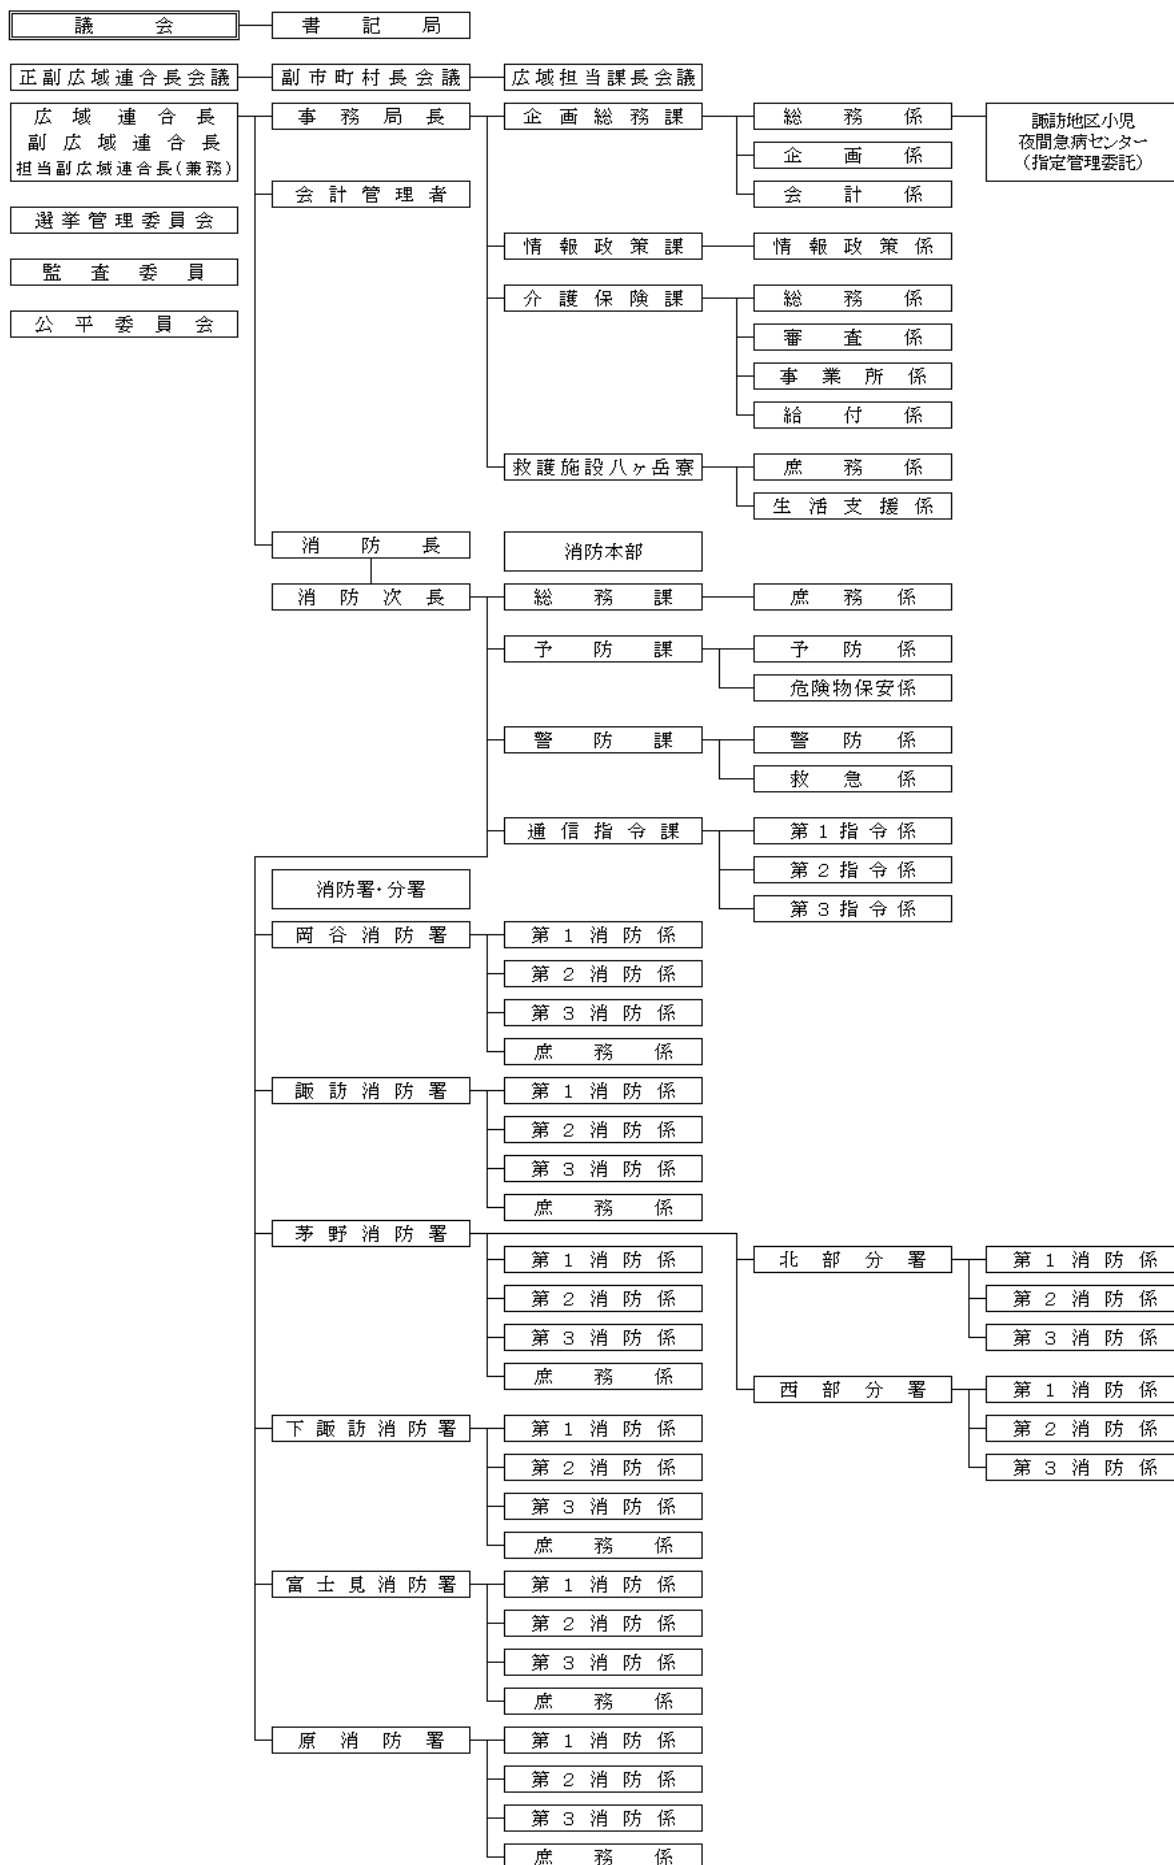 議会 書記局
正副広域連合長会議 副市町村長会議 広域担当課長会議
広域連合長
副広域連合長
担当副広域連合長(兼務)
事務局長 企画総務課 総務係
諏訪地区小児
夜間急病センター
(指定管理委託)
企画係
会計管理者 会計係
選挙管理委員会
情報政策課 情報政策係
監査委員
介護保険課 総務係
公平委員会
審査係
事業所係
給付係
救護施設八ヶ岳寮 庶務係
生活支援係
消防長 消防本部
消防次長 総務課 庶務係
予防課 予防係
危険物保安係
警防課 警防係
救急係
通信指令課 第1指令係
第2指令係
第3指令係
消防署・分署
岡谷消防署 第1消防係
第2消防係
第3消防係
庶務係
諏訪消防署 第1消防係
第2消防係
第3消防係
庶務係
茅野消防署
第1消防係 北部分署 第1消防係
第2消防係 第2消防係
第3消防係 第3消防係
庶務係 西部分署 第1消防係
下諏訪消防署 第1消防係 第2消防係
第2消防係 第3消防係
第3消防係
庶務係
富士見消防署 第1消防係
第2消防係
第3消防係
庶務係
原消防署 第1消防係
第2消防係
第3消防係
庶務係